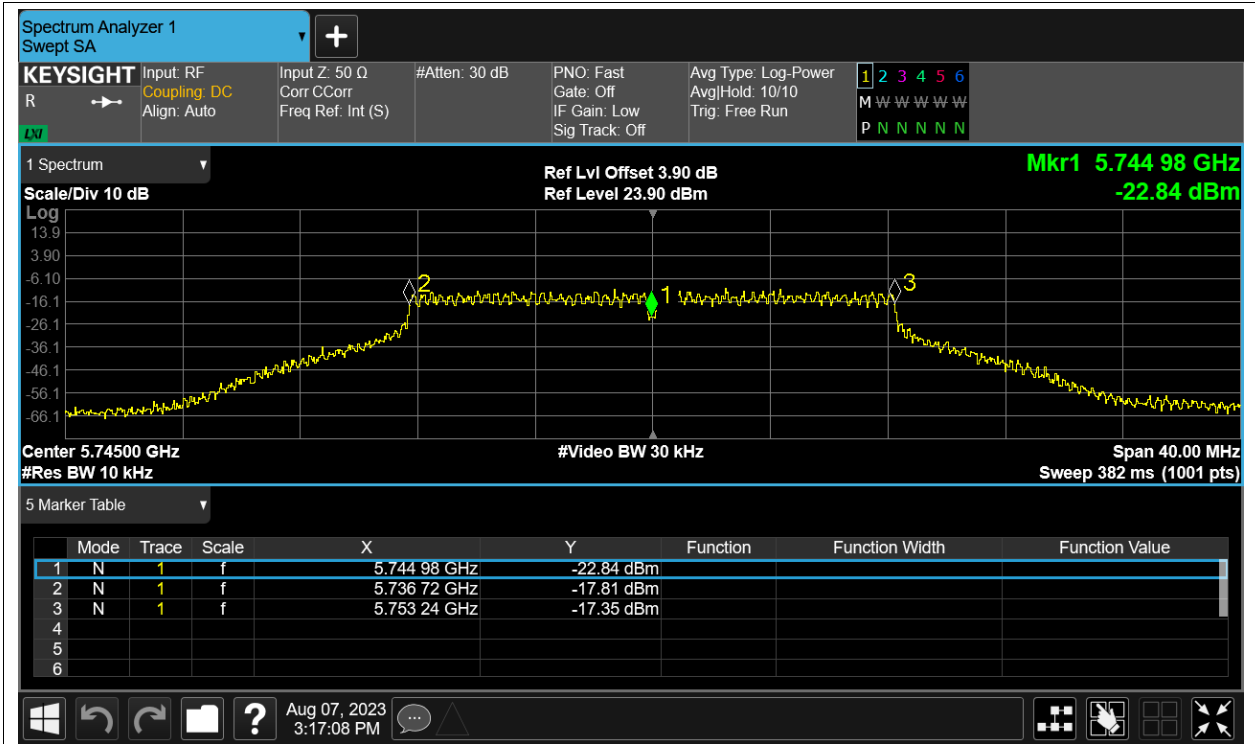 Spectrum Analyzer 1
Swept SA
+
KEYSIGHT
R
LXI
Input: RF
Coupling: DC
Align: Auto
Input Z: 50 Ω
Corr CCorr
Freq Ref: Int (S)
#Atten: 30 dB
PNO: Fast
Gate: Off
IF Gain: Low
Sig Track: Off
Avg Type: Log-Power
Avg|Hold: 10/10
Trig: Free Run
1 2 3 4 5 6
M W W W W W
P N N N N N
1 Spectrum
Scale/Div 10 dB
Ref Lvl Offset 3.90 dB
Ref Level 23.90 dBm
Mkr1 5.744 98 GHz
-22.84 dBm
Log
13.9
3.90
-6.10
-16.1
-26.1
-36.1
-46.1
-56.1
-66.1
2
1
3
Center 5.74500 GHz
#Res BW 10 kHz
#Video BW 30 kHz
Span 40.00 MHz
Sweep 382 ms (1001 pts)
5 Marker Table
Mode Trace Scale X Y Function Function Width Function Value
1 N 1 f 5.744 98 GHz -22.84 dBm
2 N 1 f 5.736 72 GHz -17.81 dBm
3 N 1 f 5.753 24 GHz -17.35 dBm
4
5
6
?
Aug 07, 2023
3:17:08 PM